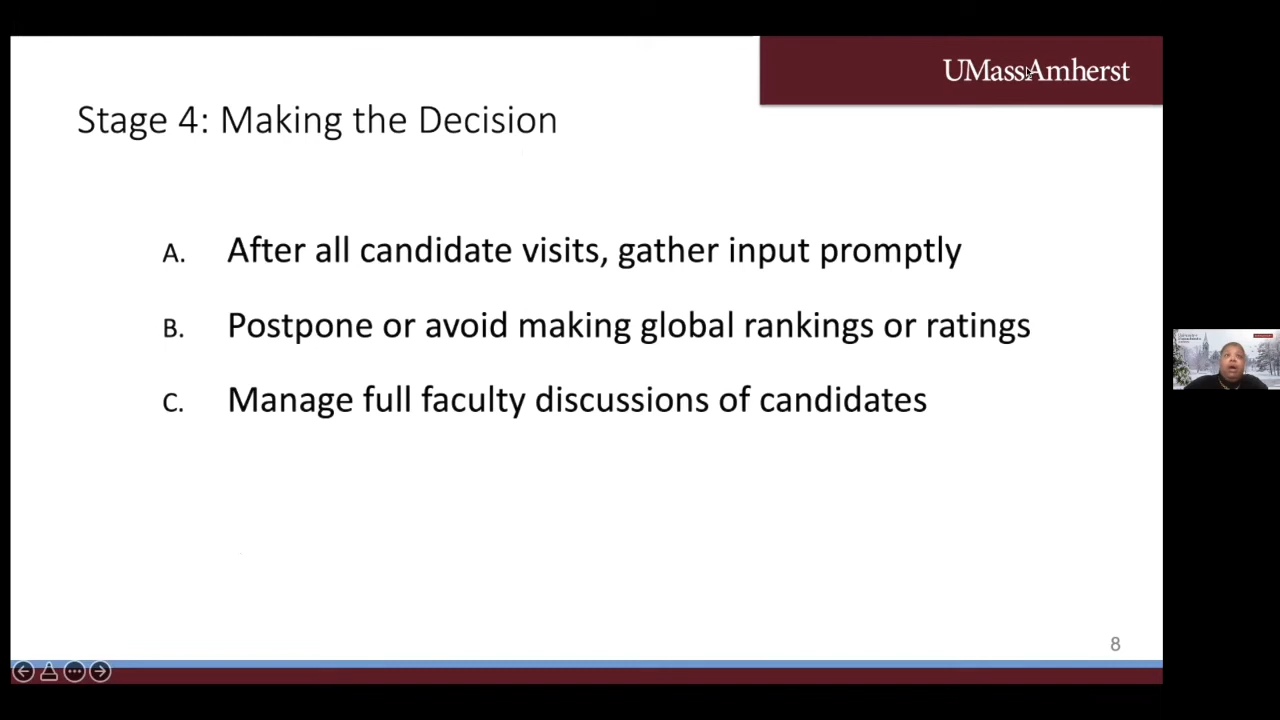 UMassAmherst
Stage 4: Making the Decision
A. After all candidate visits, gather input promptly
B. Postpone or avoid making global rankings or ratings
C. Manage full faculty discussions of candidates
8